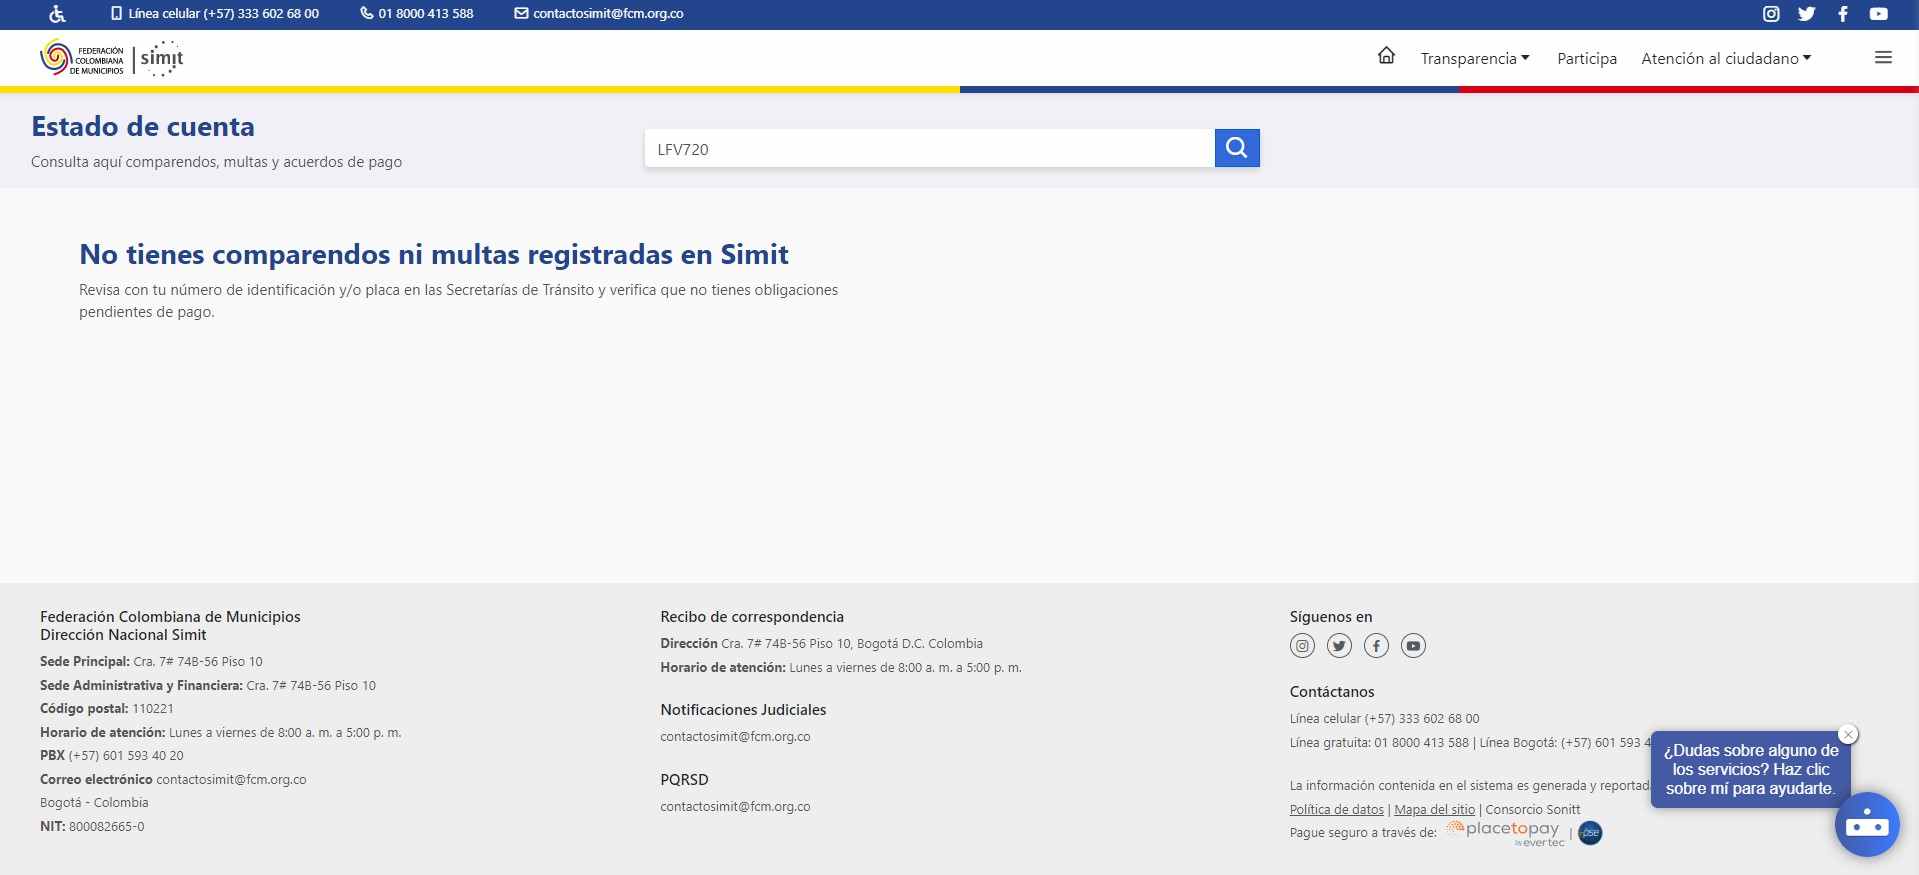 Línea celular (+57) 333 602 68 00
01 8000 413 588
contactosimit@fcm.org.co
FEDERACIÓN
COLOMBIANA
DE MUNICIPIOS
simit
Transparencia
Participa
Atención al ciudadano
Estado de cuenta
Consulta aquí comparendos, multas y acuerdos de pago
LFV720
No tienes comparendos ni multas registradas en Simit
Revisa con tu número de identificación y/o placa en las Secretarías de Tránsito y verifica que no tienes obligaciones
pendientes de pago.
Federación Colombiana de Municipios
Dirección Nacional Simit
Sede Principal: Cra. 7# 74B-56 Piso 10
Sede Administrativa y Financiera: Cra. 7# 74B-56 Piso 10
Código postal: 110221
Horario de atención: Lunes a viernes de 8:00 a. m. a 5:00 p. m.
PBX (+57) 601 593 40 20
Correo electrónico contactosimit@fcm.org.co
Bogotá - Colombia
NIT: 800082665-0
Recibo de correspondencia
Dirección Cra. 7# 74B-56 Piso 10, Bogotá D.C. Colombia
Horario de atención: Lunes a viernes de 8:00 a. m. a 5:00 p. m.
Notificaciones Judiciales
contactosimit@fcm.org.co
PQRSD
contactosimit@fcm.org.co
Síguenos en
Contáctanos
Línea celular (+57) 333 602 68 00
Línea gratuita: 01 8000 413 588 | Línea Bogotá: (+57) 601 593 4
La información contenida en el sistema es generada y reportad
Política de datos | Mapa del sitio | Consorcio Sonitt
Pague seguro a través de: placetopay by evertec | pse
¿Dudas sobre alguno de
los servicios? Haz clic
sobre mí para ayudarte.